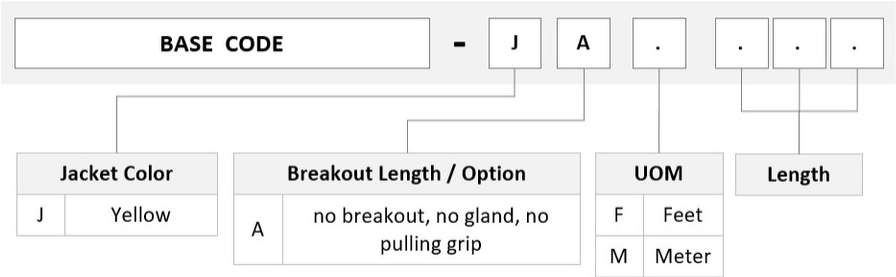 BASE CODE - J A . . . .
Jacket Color
J Yellow
Breakout Length / Option
A no breakout, no gland, no
pulling grip
UOM
F Feet
M Meter
Length